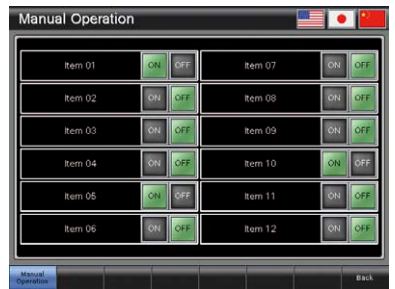 Manual Operation
Item 01 ON OFF Item 07 ON OFF
Item 02 ON OFF Item 08 ON OFF
Item 03 ON OFF Item 09 ON OFF
Item 04 ON OFF Item 10 ON OFF
Item 05 ON OFF Item 11 ON OFF
Item 06 ON OFF Item 12 ON OFF
Manual
Operation
Back